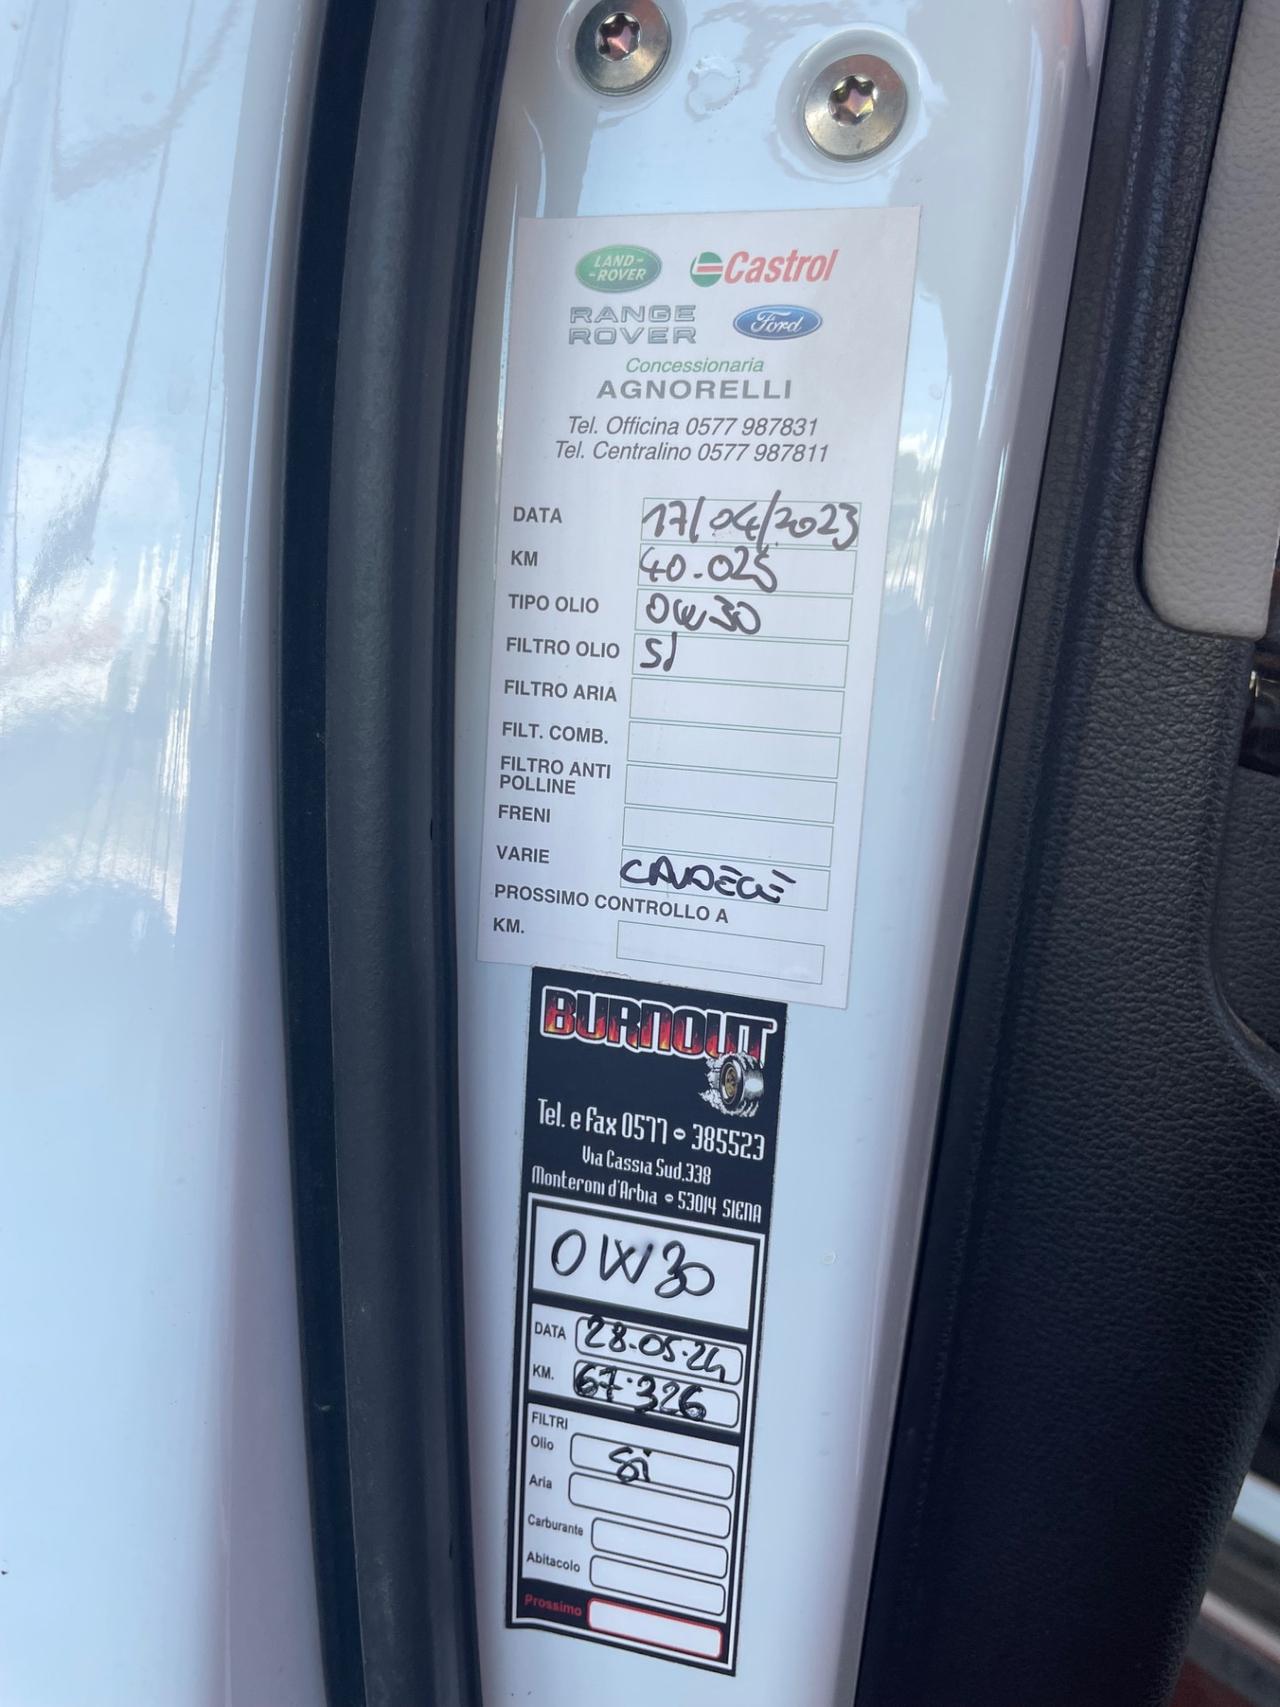 LAND-
-ROVER
Castrol
RANGE
ROVER
Ford
Concessionaria
AGNORELLI
Tel. Officina 0577 987831
Tel. Centralino 0577 987811
DATA 17/04/2023
KM 40.025
TIPO OLIO 0W30
FILTRO OLIO SI
FILTRO ARIA
FILT. COMB.
FILTRO ANTI
POLLINE
FRENI
VARIE
PROSSIMO CONTROLLO A
KM.
BURNOUT
Tel. e fax 0577 - 385523
Via Cassia Sud.338
Monteroni d'Arbia - 53014 SIENA
0W30
DATA 28.05.24
KM. 67.326
FILTRI
Olio Si
Aria
Carburante
Abitacolo
Prossimo